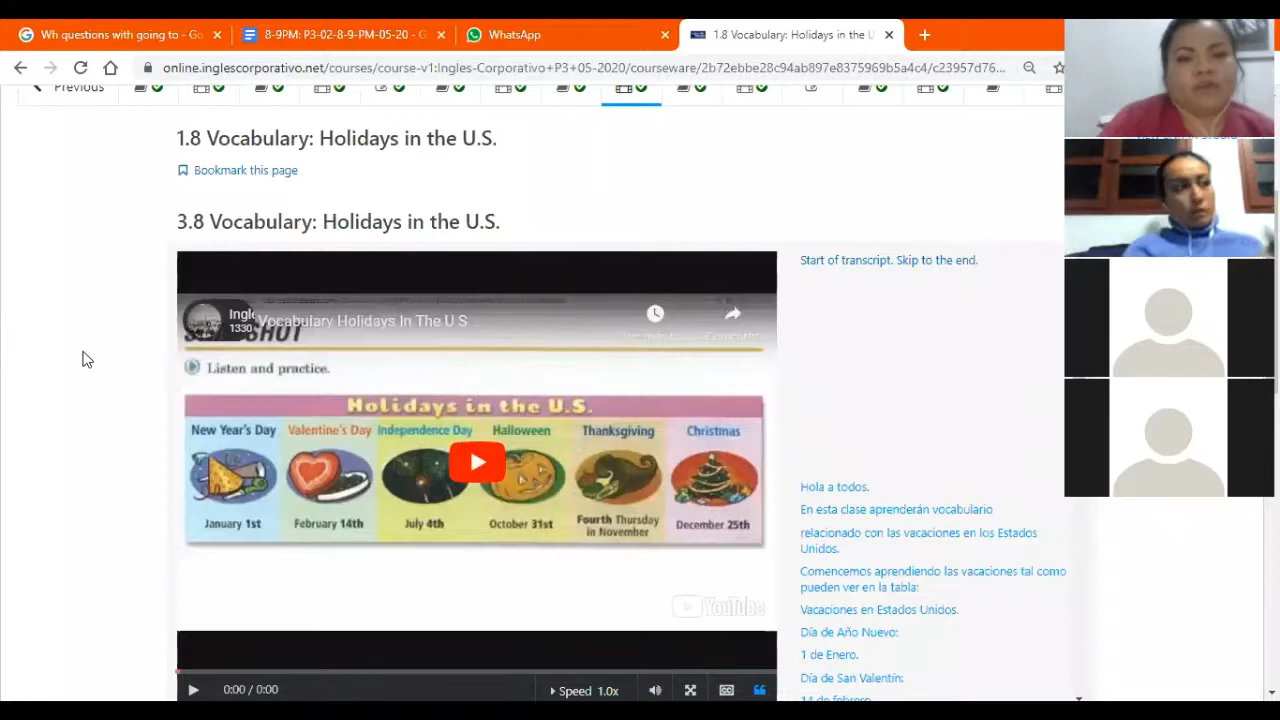 Wh questions with going to - Go
8-9PM: P3-02-8-9-PM-05-20 - G
WhatsApp
1.8 Vocabulary: Holidays in the U
online.inglescorporativo.net/courses/course-v1:Ingles-Corporativo+P3+05-2020/courseware/2b72ebbe28c94ab897e8375969b5a4c4/c23957d76...
Previous
1.8 Vocabulary: Holidays in the U.S.
Bookmark this page
3.8 Vocabulary: Holidays in the U.S.
Start of transcript. Skip to the end.
Ingle
1330
Vocabulary Holidays In The U S
Listen and practice.
Holidays in the U.S.
New Year's Day Valentine's Day Independence Day Halloween Thanksgiving Christmas
January 1st February 14th July 4th October 31st Fourth Thursday in November December 25th
YouTube
0:00 / 0:00
Speed 1.0x
Hola a todos.
En esta clase aprenderán vocabulario
relacionado con las vacaciones en los Estados
Unidos.
Comencemos aprendiendo las vacaciones tal como
pueden ver en la tabla:
Vacaciones en Estados Unidos.
Día de Año Nuevo:
1 de Enero.
Día de San Valentín:
14 de febrero